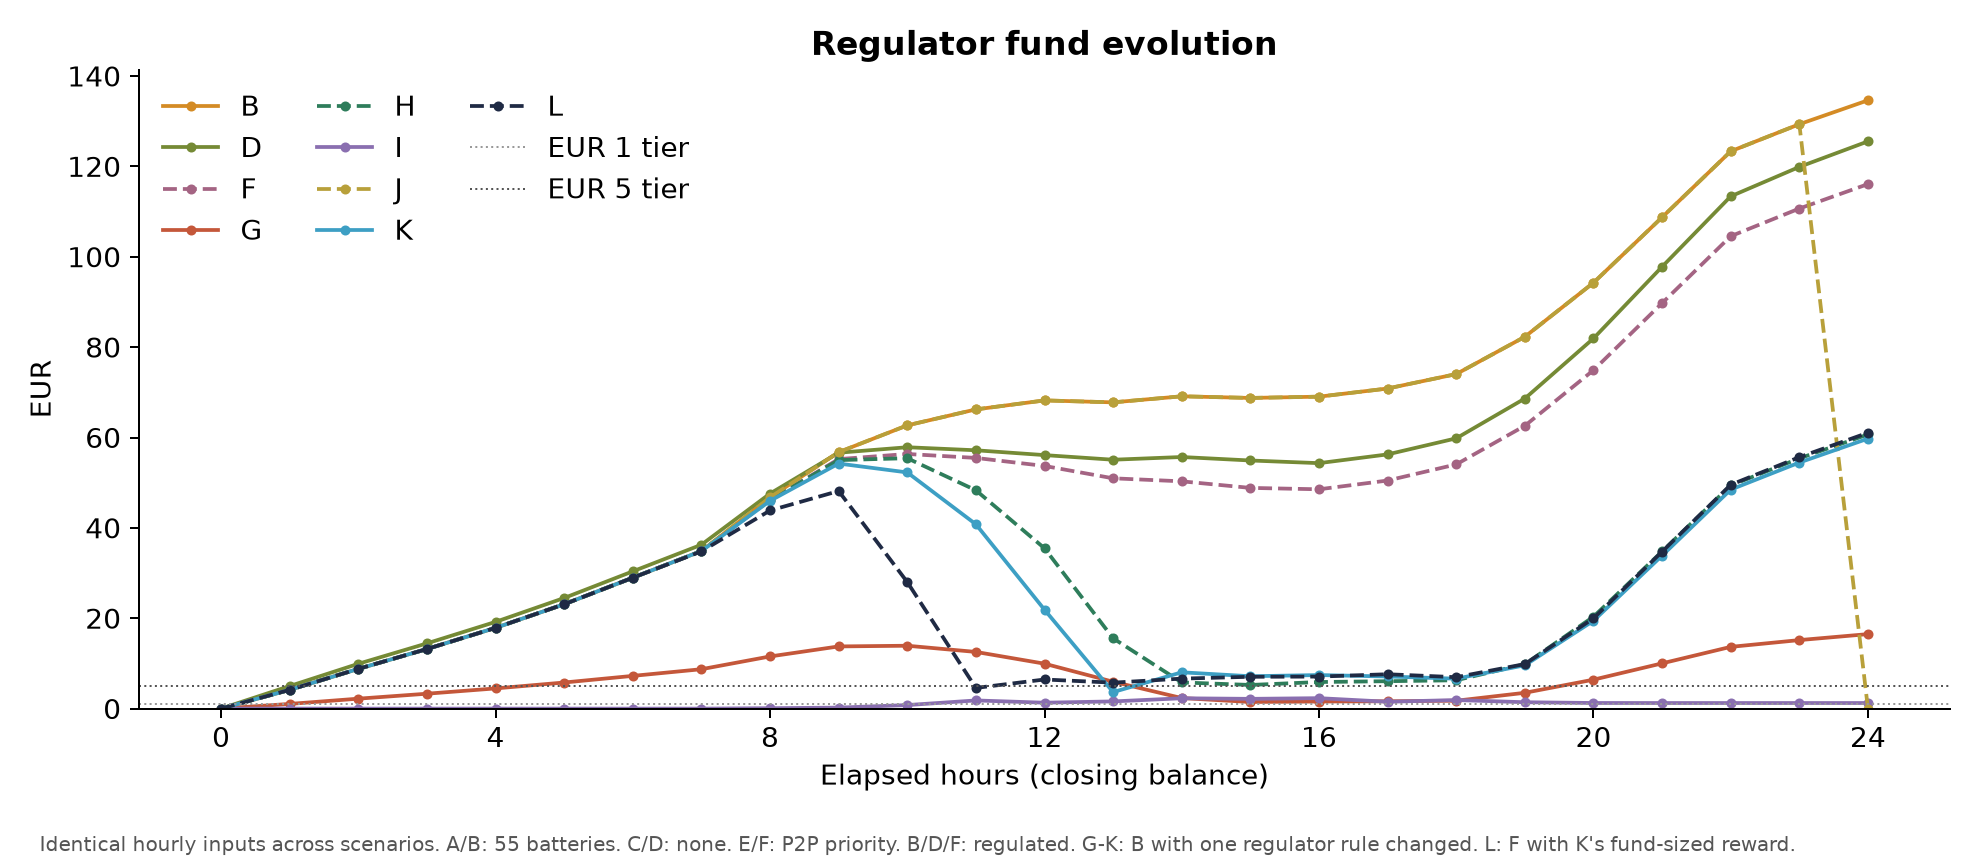 Regulator fund evolution
140
120
100
80
60
40
20
0
EUR
B
D
F
G
H
I
J
K
L
EUR 1 tier
EUR 5 tier
0
4
8
12
16
20
24
Elapsed hours (closing balance)
Identical hourly inputs across scenarios. A/B: 55 batteries. C/D: none. E/F: P2P priority. B/D/F: regulated. G-K: B with one regulator rule changed. L: F with K's fund-sized reward.